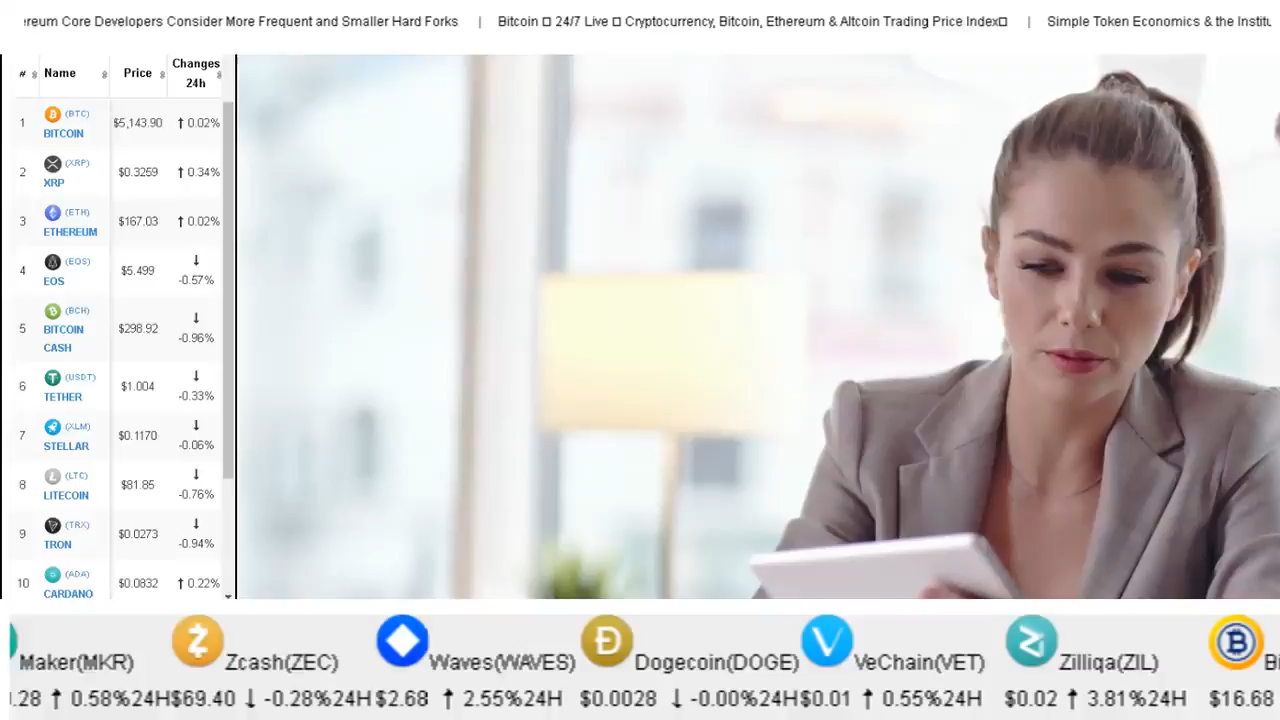 reum Core Developers Consider More Frequent and Smaller Hard Forks | Bitcoin □ 24/7 Live □ Cryptocurrency, Bitcoin, Ethereum & Altcoin Trading Price Index□ | Simple Token Economics & the Institu
# Name Price Changes 24h
1 (BTC) BITCOIN $5,143.90 ↑ 0.02%
2 (XRP) XRP $0.3259 ↑ 0.34%
3 (ETH) ETHEREUM $167.03 ↑ 0.02%
4 (EOS) EOS $5.499 ↓ -0.57%
5 (BCH) BITCOIN CASH $298.92 ↓ -0.96%
6 (USDT) TETHER $1.004 ↓ -0.33%
7 (XLM) STELLAR $0.1170 ↓ -0.06%
8 (LTC) LITECOIN $81.85 ↓ -0.76%
9 (TRX) TRON $0.0273 ↓ -0.94%
10 (ADA) CARDANO $0.0832 ↑ 0.22%
Maker(MKR) Zcash(ZEC) Waves(WAVES) Dogecoin(DOGE) VeChain(VET) Zilliqa(ZIL) Bi
.28 ↑ 0.58%24H $69.40 ↓ -0.28%24H $2.68 ↑ 2.55%24H $0.0028 ↓ -0.00%24H $0.01 ↑ 0.55%24H $0.02 ↑ 3.81%24H $16.68